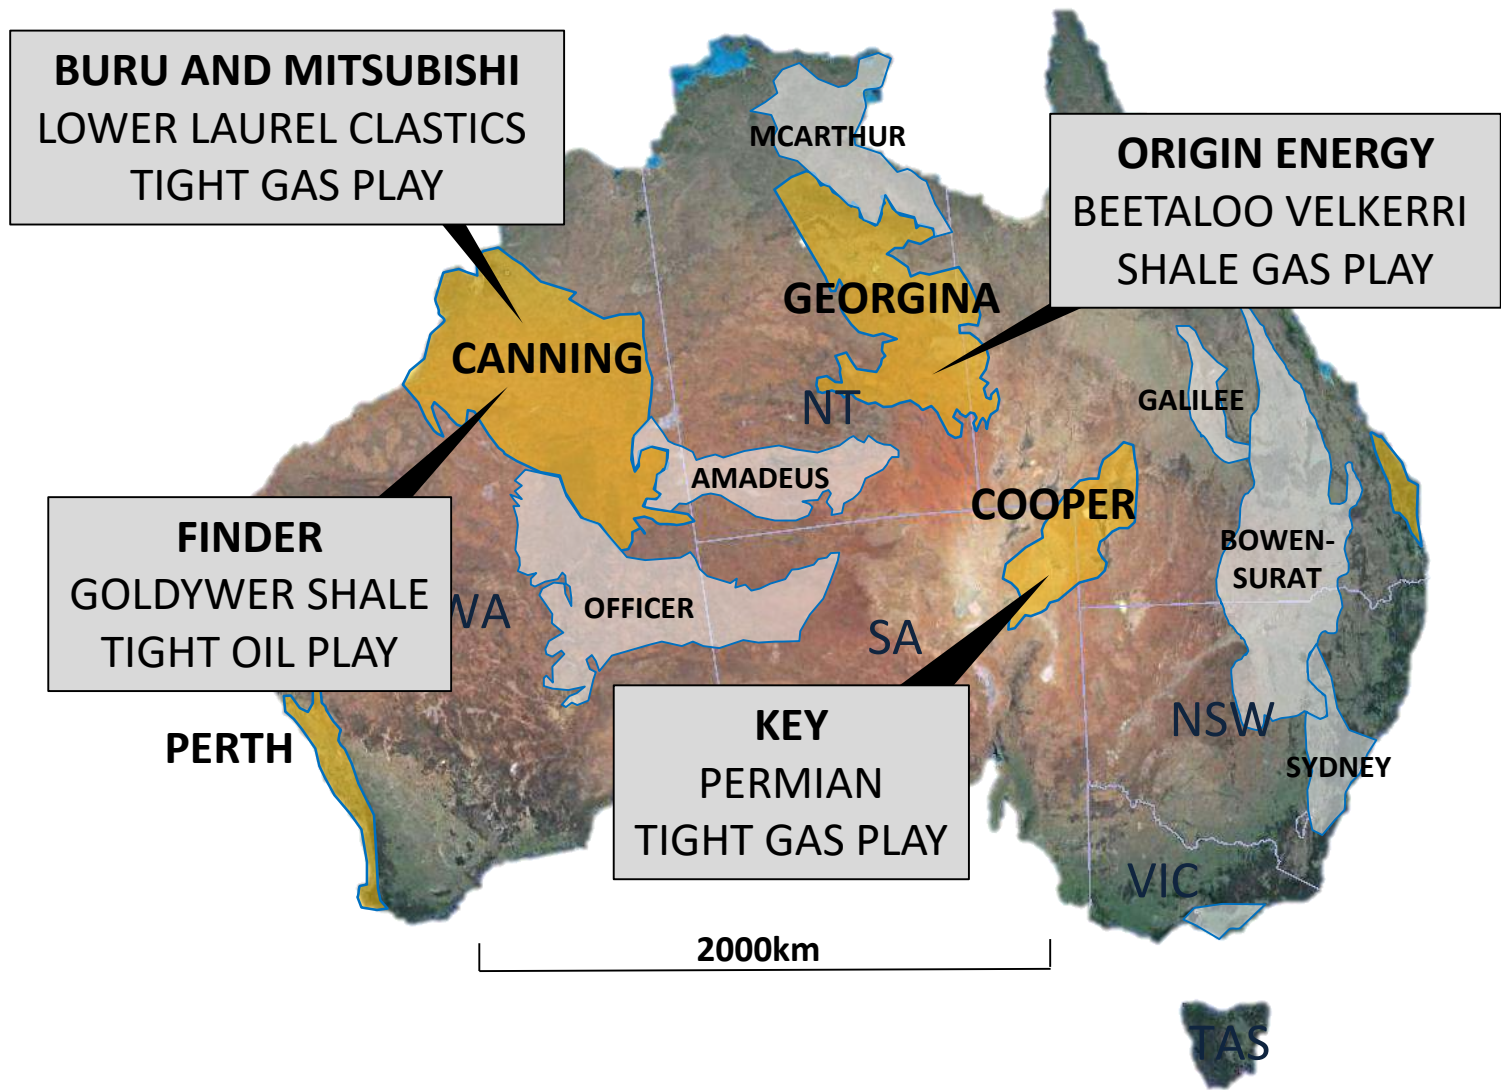 BURU AND MITSUBISHI
LOWER LAUREL CLASTICS
TIGHT GAS PLAY
MCARTHUR
ORIGIN ENERGY
BEETALOO VELKERRI
SHALE GAS PLAY
GEORGINA
CANNING
NT
GALILEE
AMADEUS
COOPER
FINDER
GOLDYWER SHALE
TIGHT OIL PLAY
WA
OFFICER
SA
BOWEN-
SURAT
PERTH
KEY
PERMIAN
TIGHT GAS PLAY
NSW
SYDNEY
VIC
2000km
TAS